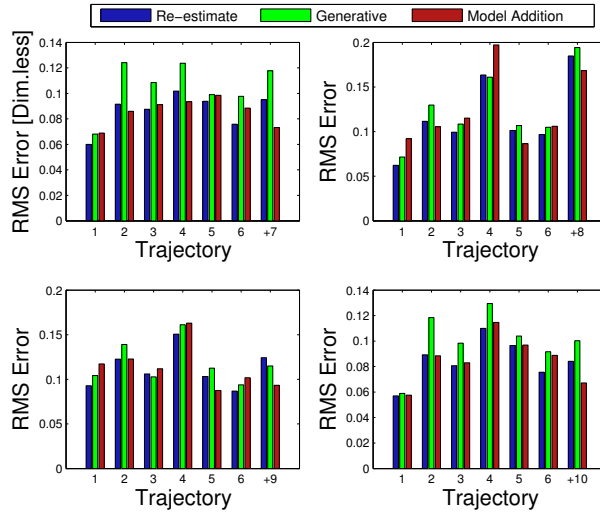 Re-estimate Generative Model Addition
RMS Error [Dim.less]
0.14
0.12
0.1
0.08
0.06
0.04
0.02
0
1 2 3 4 5 6 +7
Trajectory
RMS Error
0.2
0.15
0.1
0.05
0
1 2 3 4 5 6 +8
Trajectory
RMS Error
0.2
0.15
0.1
0.05
0
1 2 3 4 5 6 +9
Trajectory
RMS Error
0.14
0.12
0.1
0.08
0.06
0.04
0.02
0
1 2 3 4 5 6 +10
Trajectory